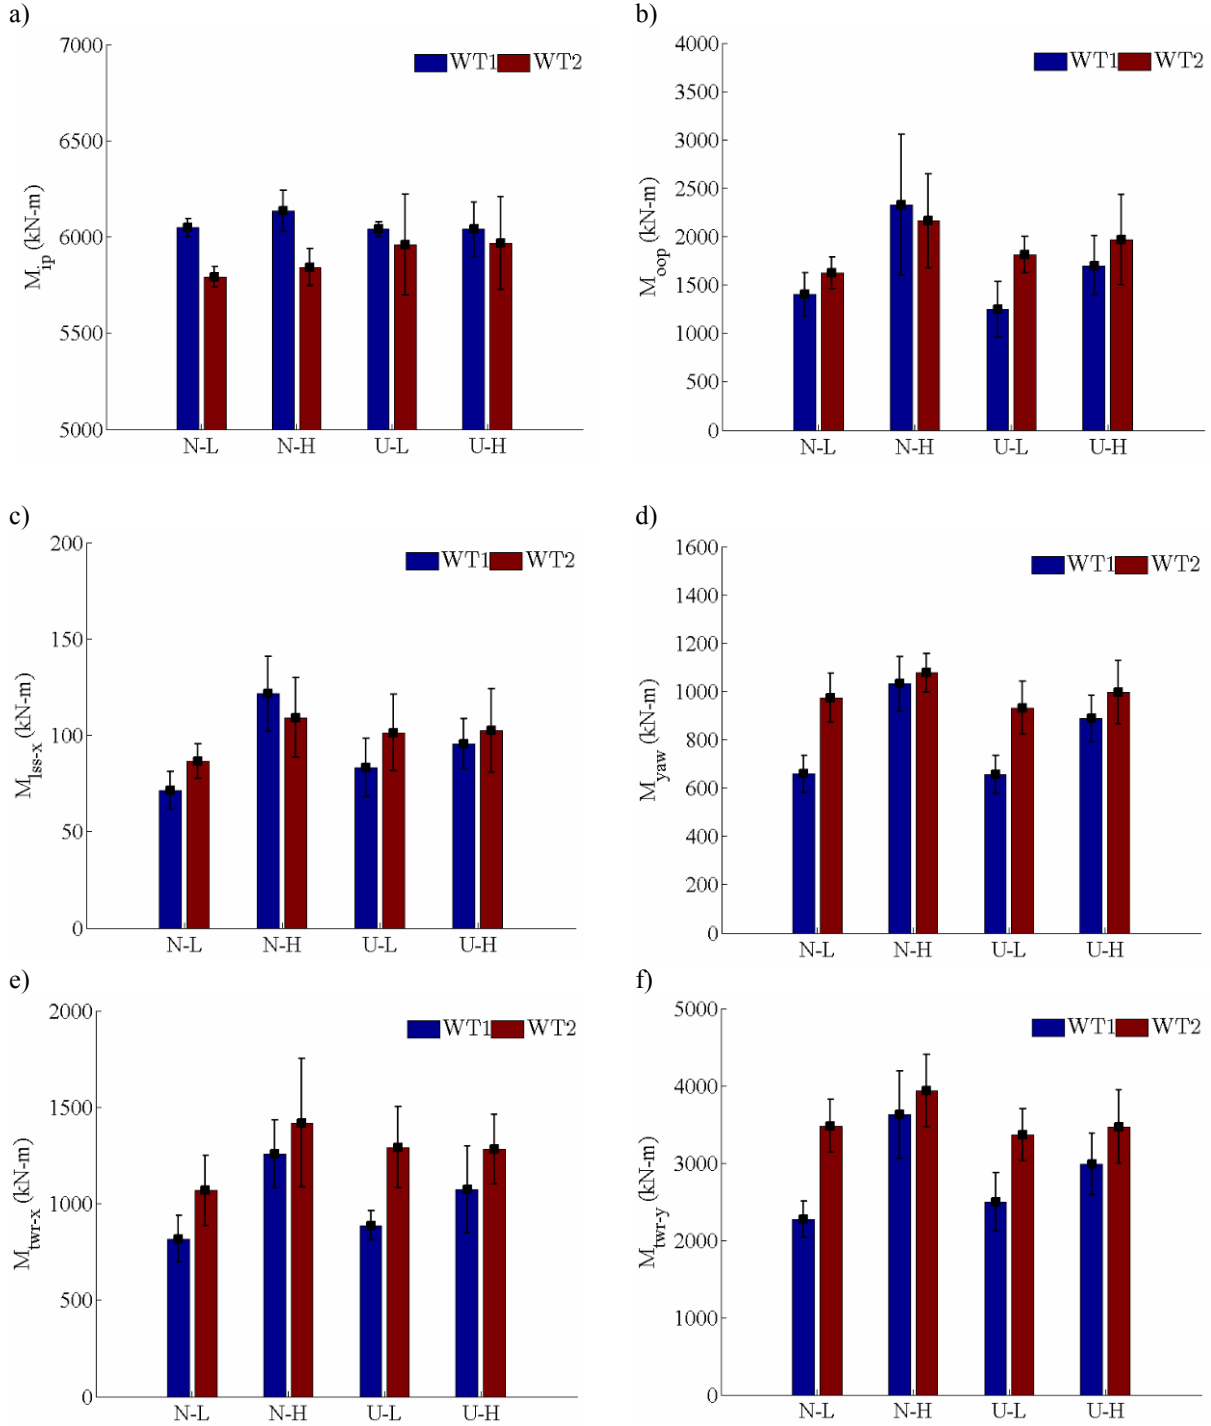 a)
7000
6500
6000
5500
5000
M_ip (kN-m)
WT1 WT2
N-L N-H U-L U-H
b)
4000
3500
3000
2500
2000
1500
1000
500
0
M_oop (kN-m)
WT1 WT2
N-L N-H U-L U-H
c)
200
150
100
50
0
M_lss-x (kN-m)
WT1 WT2
N-L N-H U-L U-H
d)
1600
1400
1200
1000
800
600
400
200
0
M_yaw (kN-m)
WT1 WT2
N-L N-H U-L U-H
e)
2000
1500
1000
500
0
M_twr-x (kN-m)
WT1 WT2
N-L N-H U-L U-H
f)
5000
4000
3000
2000
1000
0
M_twr-y (kN-m)
WT1 WT2
N-L N-H U-L U-H